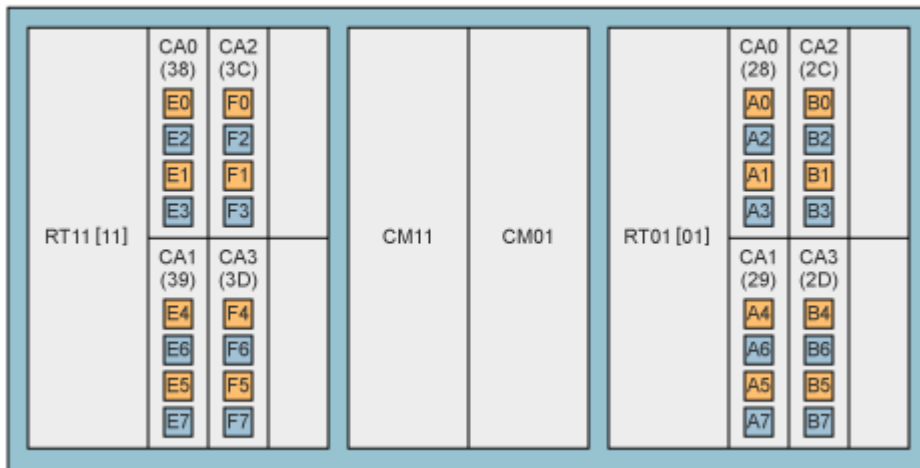 RT11 [11]
CA0
(38)
E0
E2
E1
E3
CA2
(3C)
F0
F2
F1
F3
CA1
(39)
E4
E6
E5
E7
CA3
(3D)
F4
F6
F5
F7
CM11
CM01
RT01 [01]
CA0
(28)
A0
A2
A1
A3
CA2
(2C)
B0
B2
B1
B3
CA1
(29)
A4
A6
A5
A7
CA3
(2D)
B4
B6
B5
B7